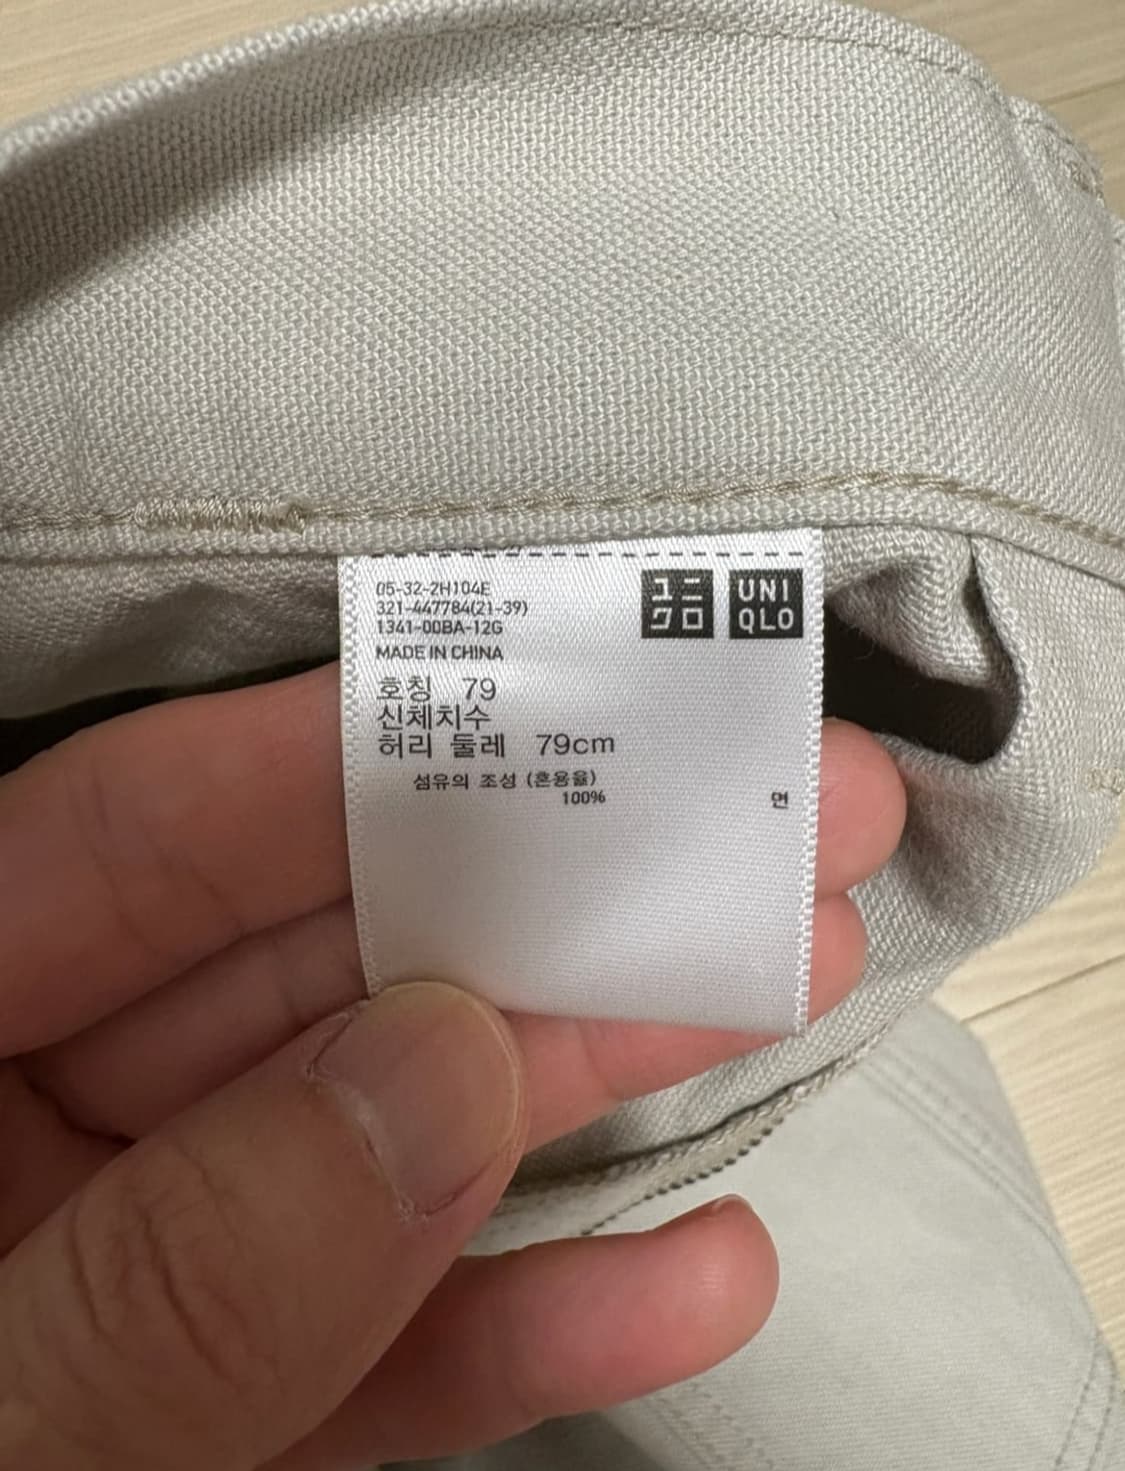 05-32-2H104E
321-447784(21-39)
1341-00BA-12G
MADE IN CHINA
ユニ
クロ
UNI
QLO
호칭 79
신체치수
허리 둘레 79cm
섬유의 조성 (혼용율)
100% 면